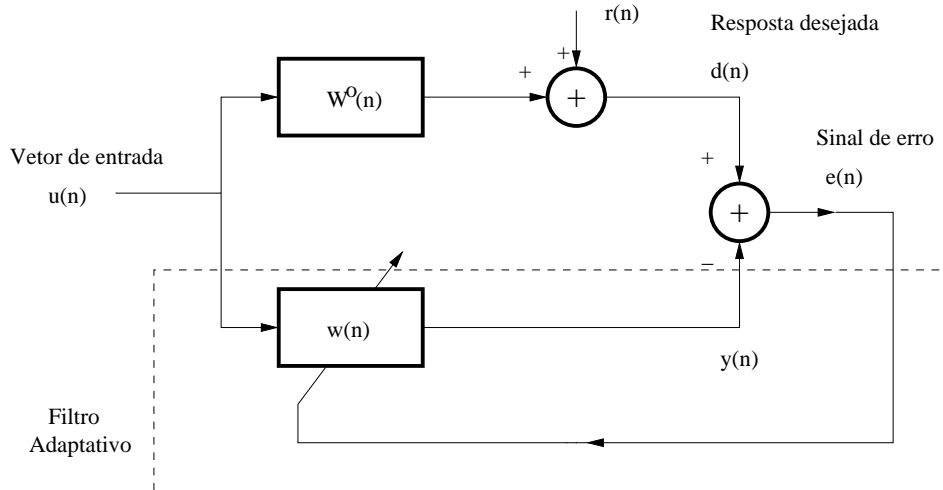 r(n)
Resposta desejada
d(n)
+
+
W^o(n)
+
Vetor de entrada
u(n)
+
Sinal de erro
e(n)
+
−
w(n)
y(n)
Filtro
Adaptativo